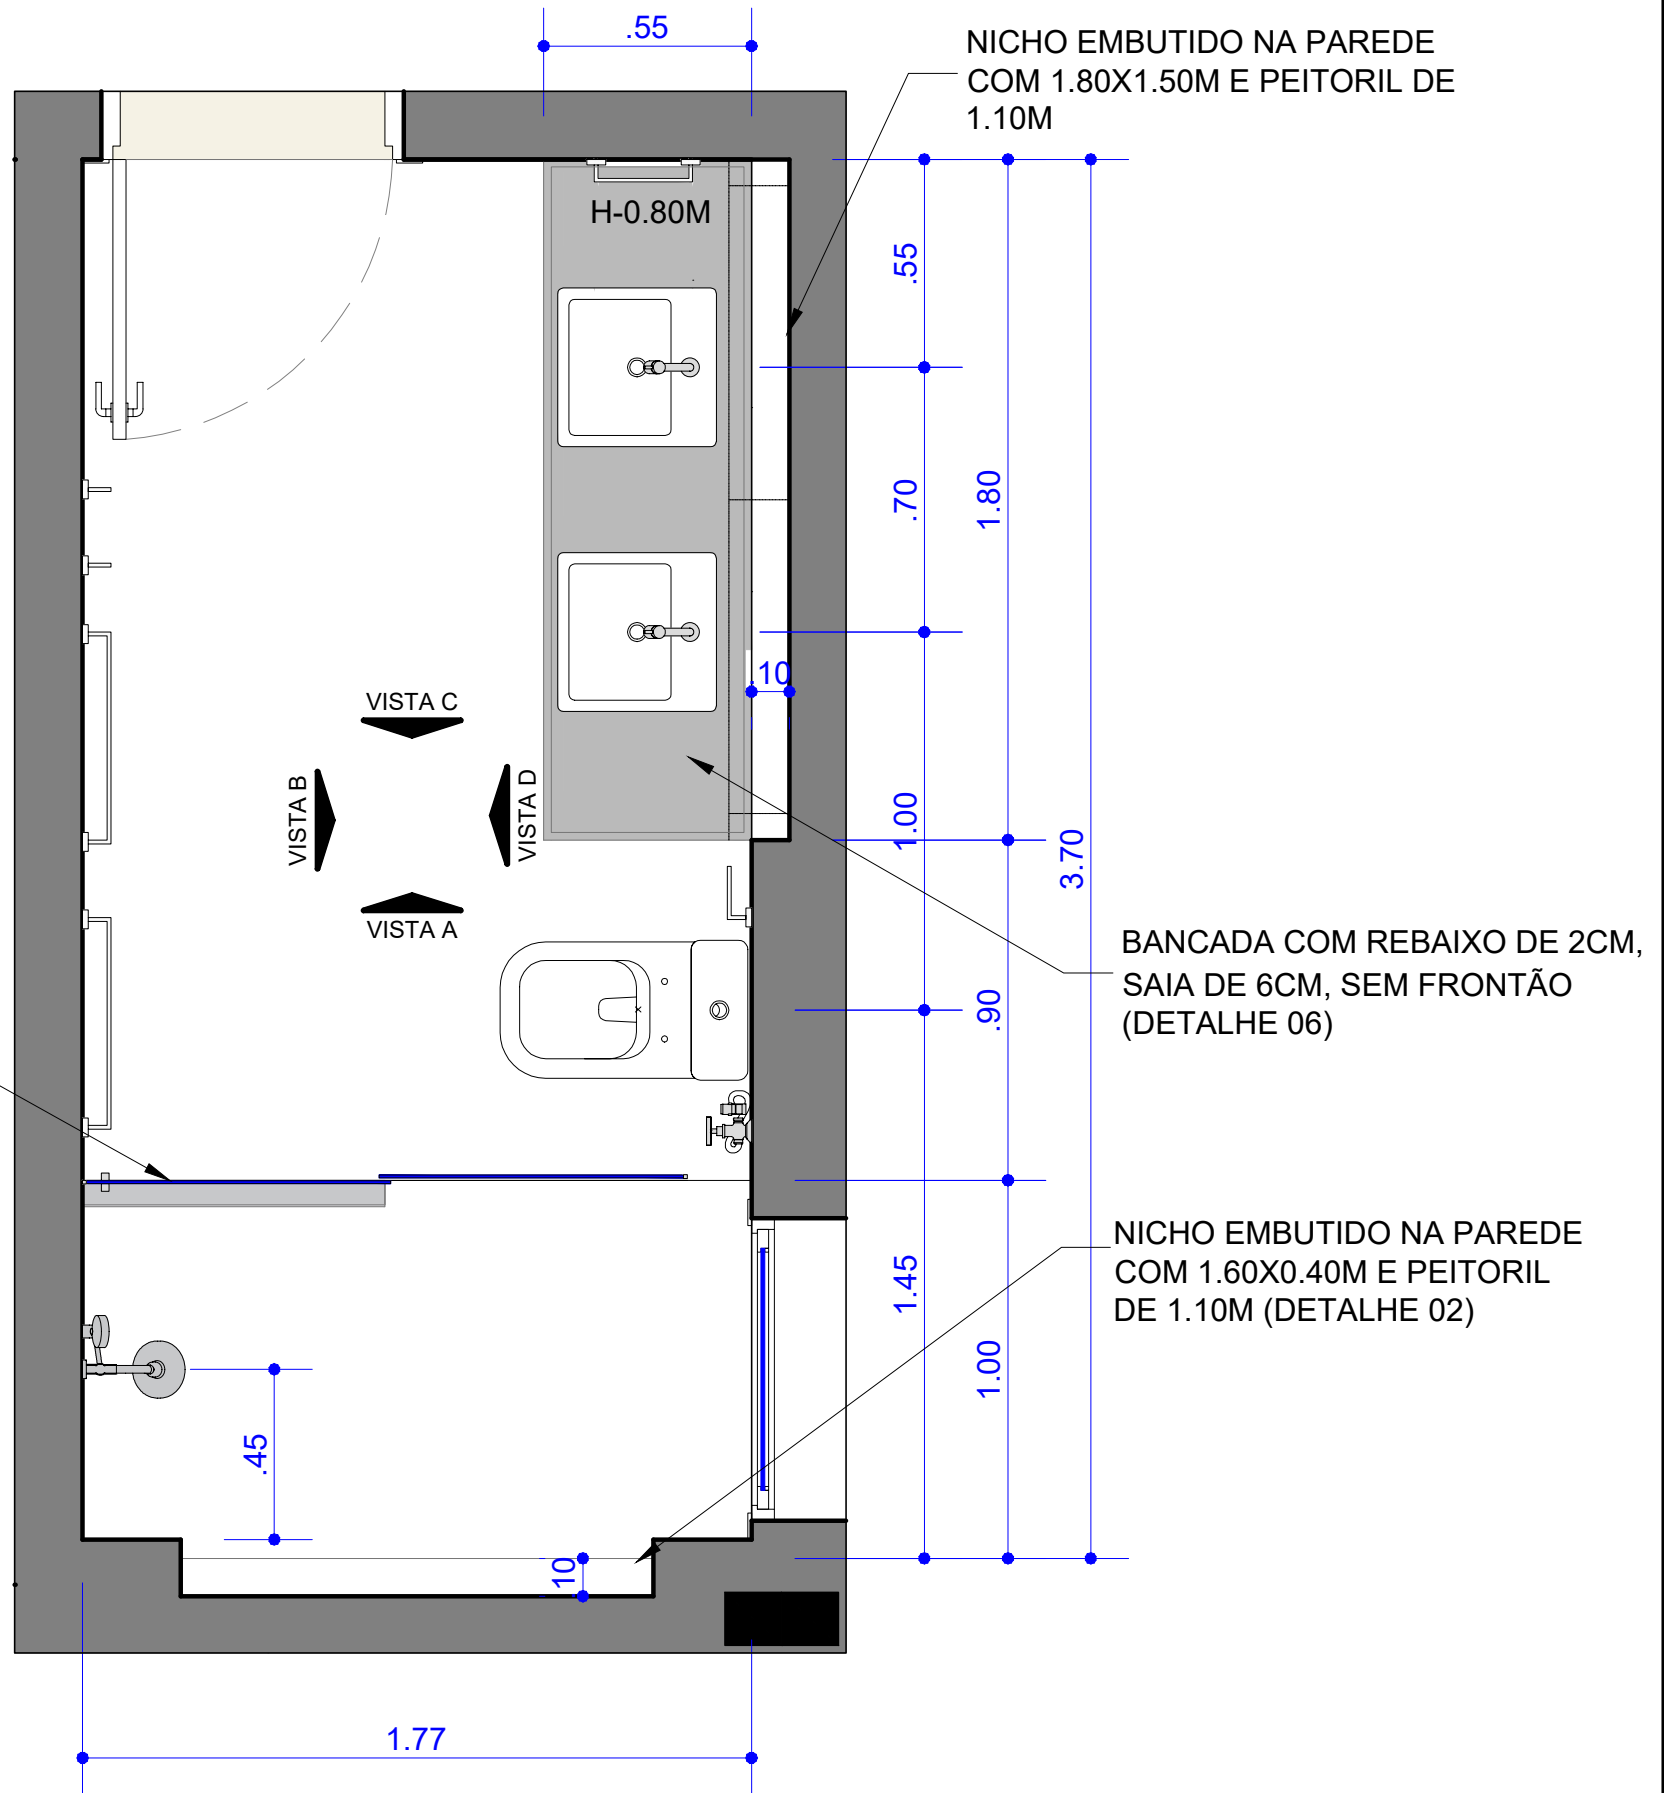 .55
NICHO EMBUTIDO NA PAREDE
COM 1.80X1.50M E PEITORIL DE
1.10M
H-0.80M
.55
.70
1.80
.10
VISTA C
VISTA B
VISTA D
VISTA A
1.00
3.70
BANCADA COM REBAIXO DE 2CM,
SAIA DE 6CM, SEM FRONTÃO
(DETALHE 06)
.90
NICHO EMBUTIDO NA PAREDE
COM 1.60X0.40M E PEITORIL
DE 1.10M (DETALHE 02)
1.45
1.00
.45
.10
1.77